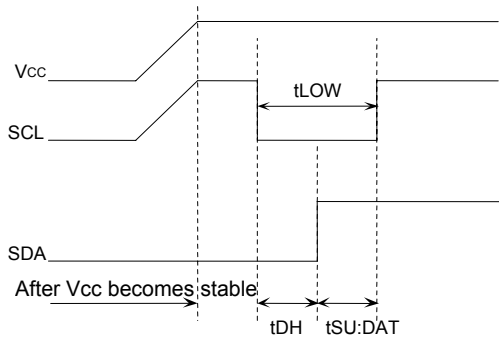 Vcc
tLOW
SCL
SDA
After Vcc becomes stable
tDH tSU:DAT